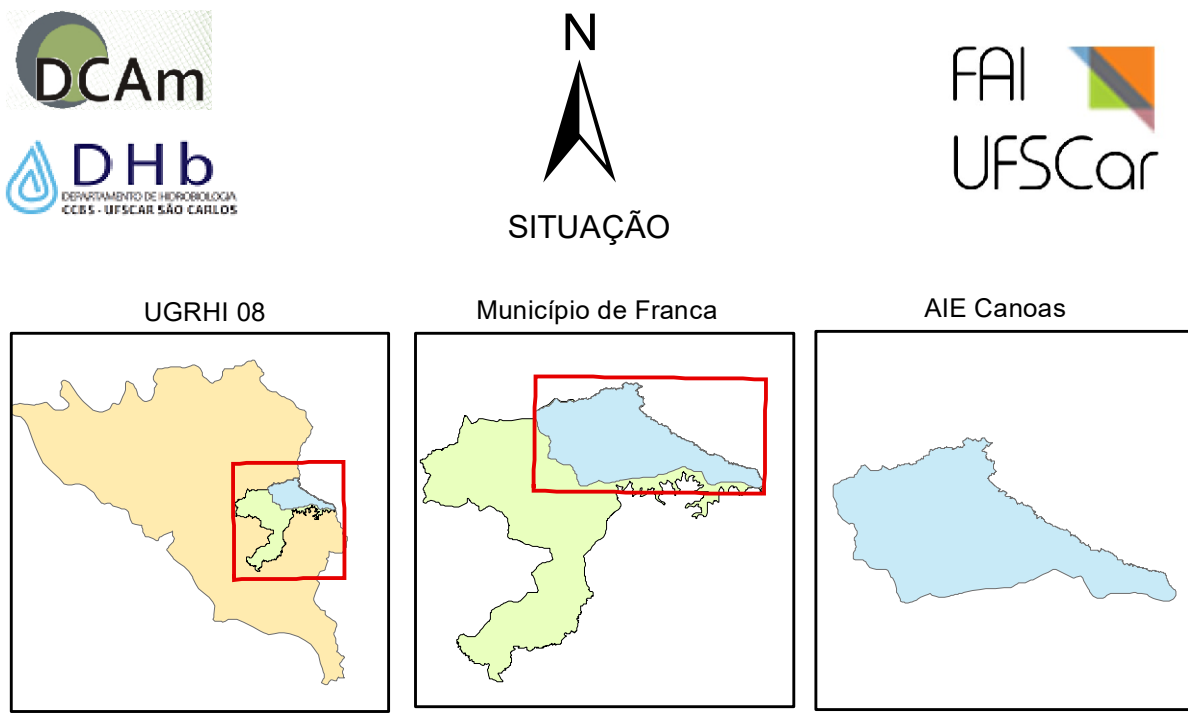 DCAm
DHb
DEPARTAMENTO DE HIDROBIOLOGIA
CCBS - UFSCAR SÃO CARLOS
N
SITUAÇÃO
FAI
UFSCar
UGRHI 08
Município de Franca
AIE Canoas